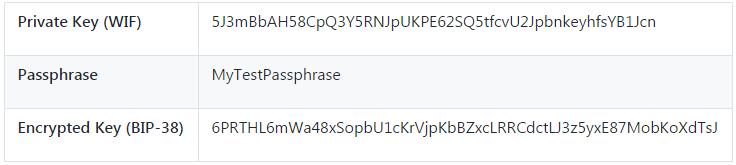 Private Key (WIF) 5J3mBbAH58CpQ3Y5RNJpUKPE62SQ5tfcvU2JpbnkeyhfsYB1Jcn
Passphrase MyTestPassphrase
Encrypted Key (BIP-38) 6PRTHL6mWa48xSopbU1cKrVjpKbBZxcLRRCdctLJ3z5yxE87MobKoXdTsJ